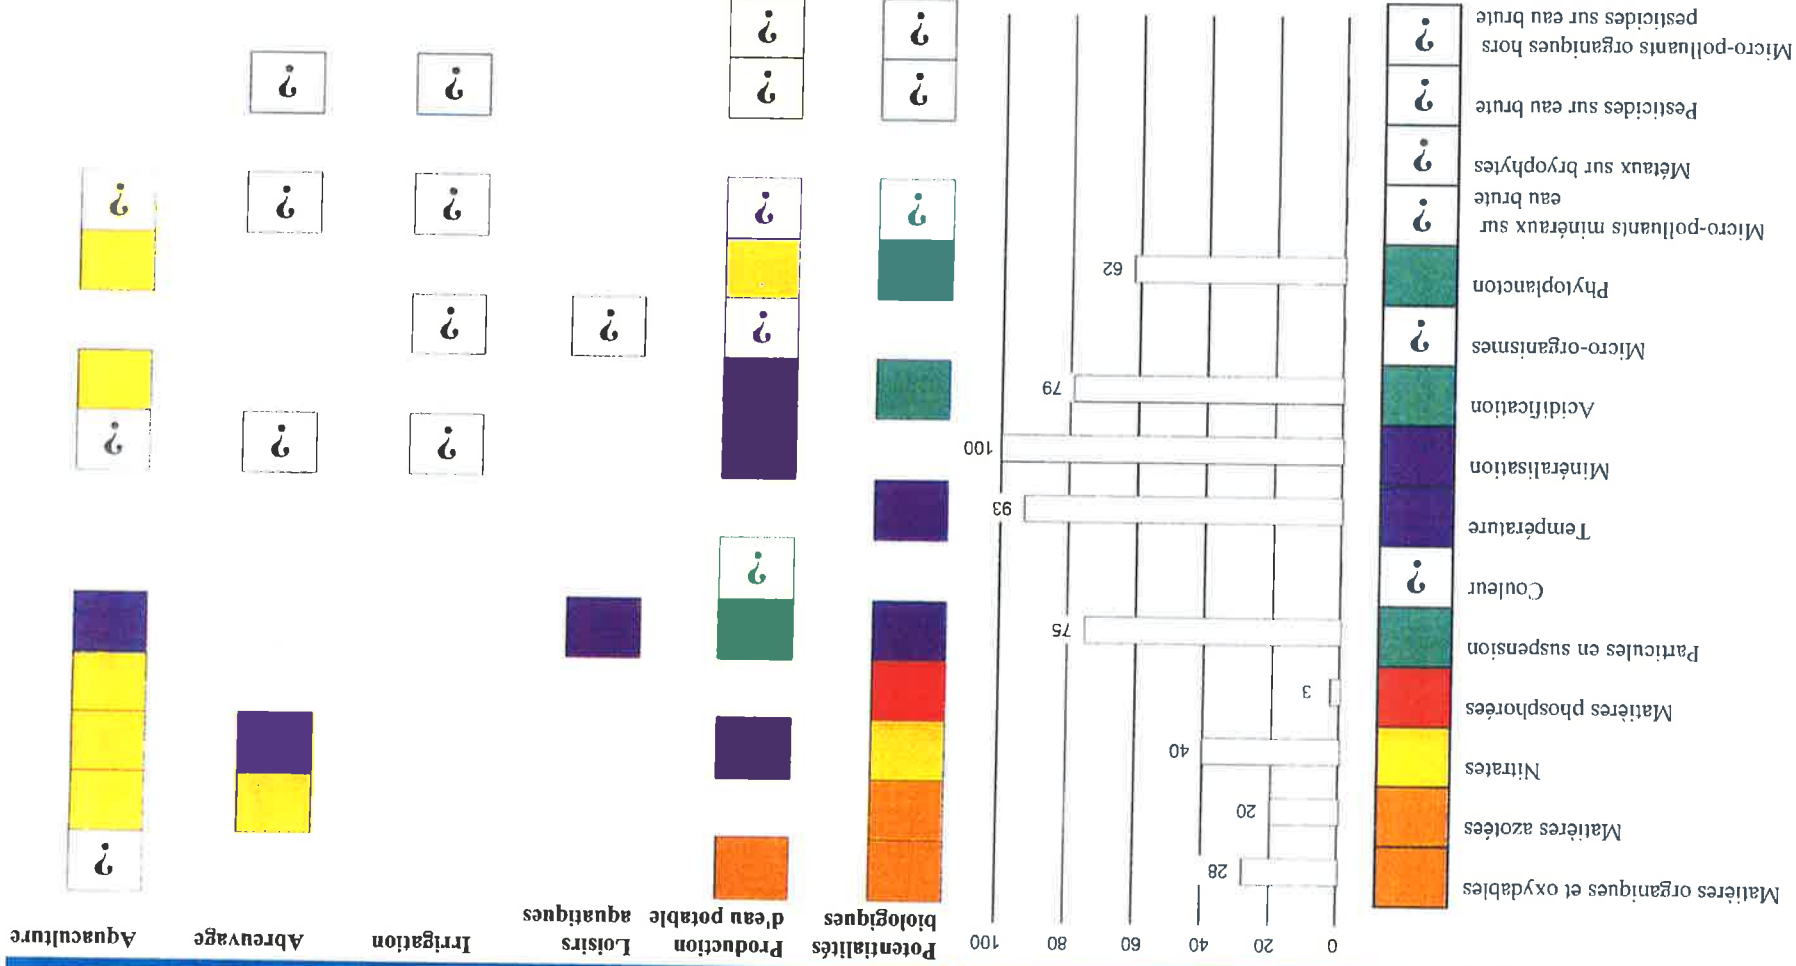 0 20 40 60 80 100
Potentialités
biologiques
Production
d'eau potable
Loisirs
aquatiques
Irrigation
Abreuvage
Aquaculture
Matières organiques et oxydables
28
?
Matières azotées
20
Nitrates
40
Matières phosphorées
3
Particules en suspension
75
Couleur
?
?
Température
93
Minéralisation
100
? ? ?
Acidification
79
Micro-organismes
?
? ? ?
Phytoplancton
62
Micro-polluants minéraux sur
eau brute
?
? ? ? ? ?
Métaux sur bryophytes
?
Pesticides sur eau brute
?
? ? ? ?
Micro-polluants organiques hors
pesticides sur eau brute
?
? ?